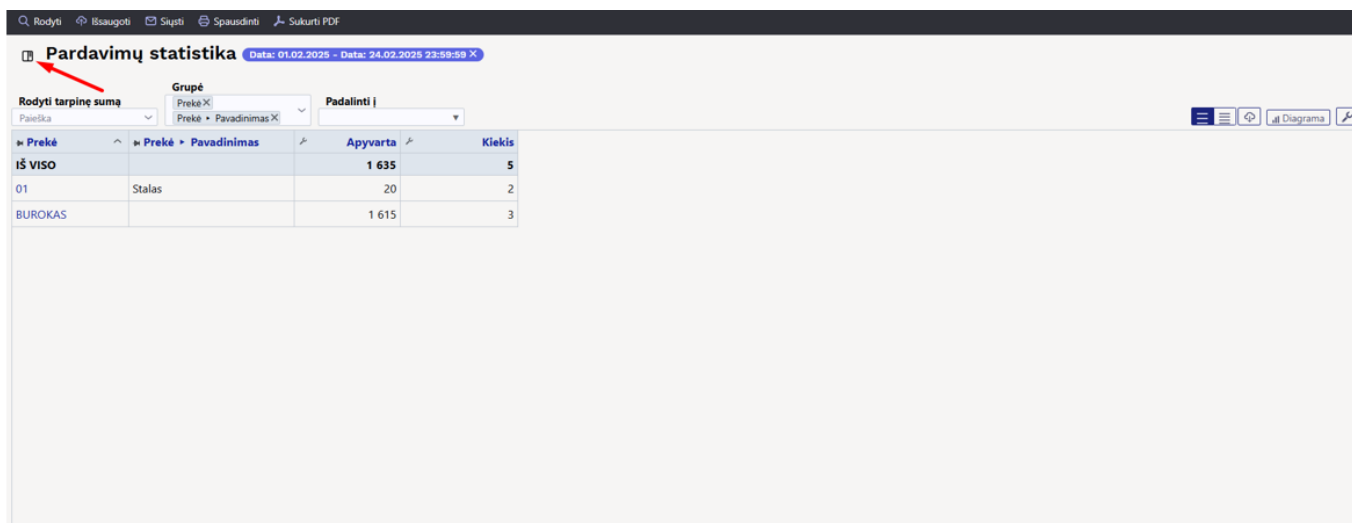 Rodyti Išsaugoti Siųsti Spausdinti Sukurti PDF
Pardavimų statistika Data: 01.02.2025 - Data: 24.02.2025 23:59:59 X
Rodyti tarpinę sumą Grupė Padalinti į
Paieška Prekė X
Prekė ▸ Pavadinimas X
Diagrama
Prekė Prekė ▸ Pavadinimas Apyvarta Kiekis
IŠ VISO 1 635 5
01 Stalas 20 2
BUROKAS 1 615 3